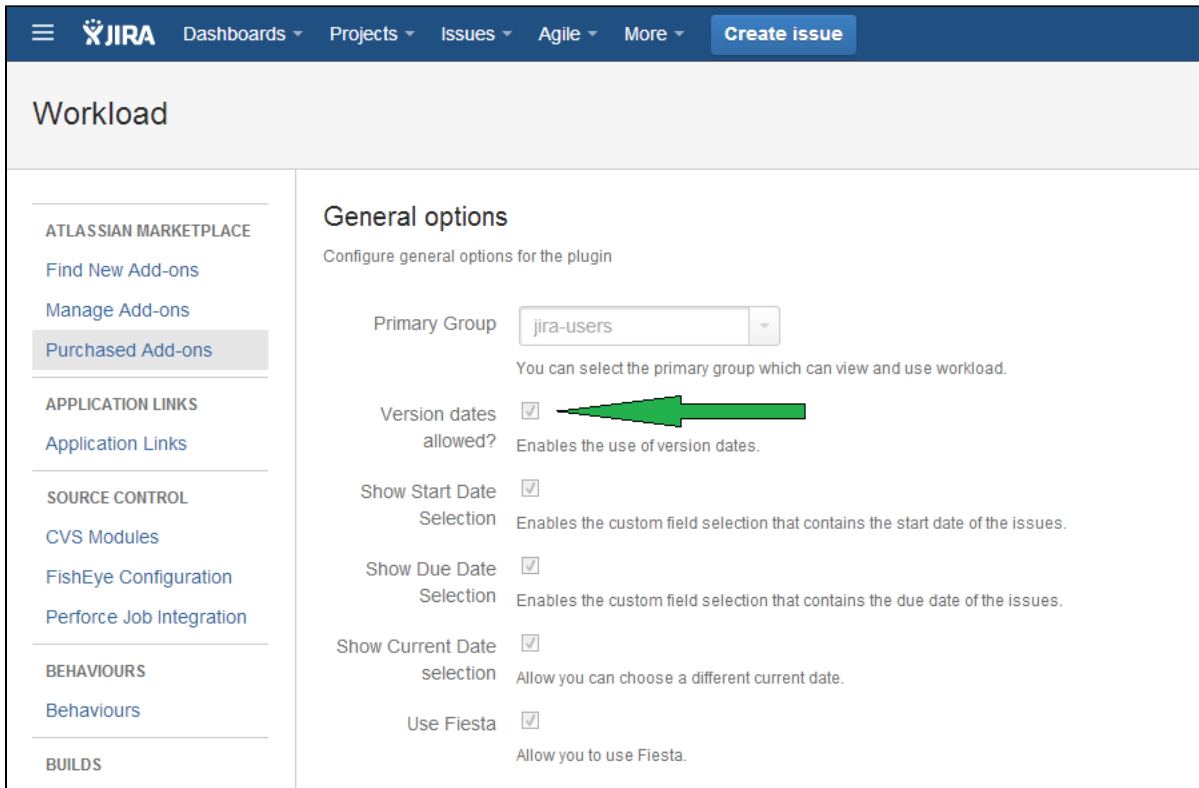 JIRA Dashboards Projects Issues Agile More Create issue
Workload
ATLASSIAN MARKETPLACE
Find New Add-ons
Manage Add-ons
Purchased Add-ons
APPLICATION LINKS
Application Links
SOURCE CONTROL
CVS Modules
FishEye Configuration
Perforce Job Integration
BEHAVIOURS
Behaviours
BUILDS
General options
Configure general options for the plugin
Primary Group jira-users
You can select the primary group which can view and use workload.
Version dates
allowed?
Enables the use of version dates.
Show Start Date
Selection
Enables the custom field selection that contains the start date of the issues.
Show Due Date
Selection
Enables the custom field selection that contains the due date of the issues.
Show Current Date
selection
Allow you can choose a different current date.
Use Fiesta
Allow you to use Fiesta.